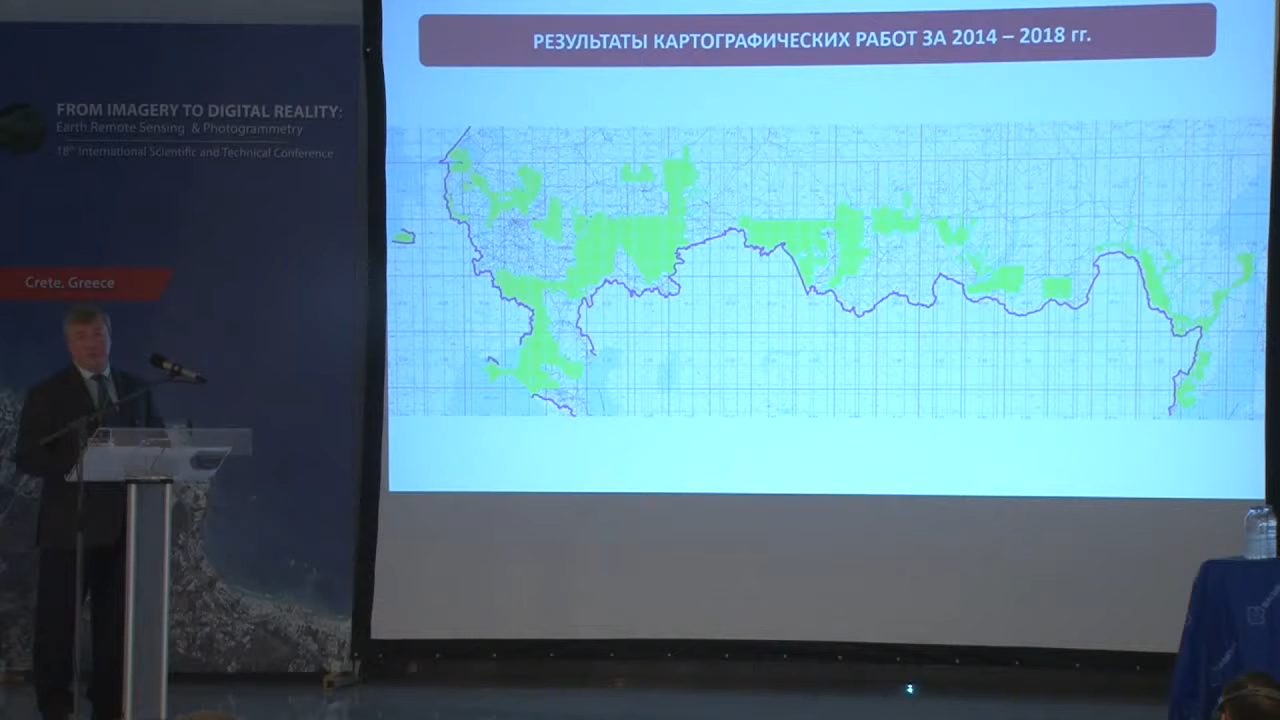 РЕЗУЛЬТАТЫ КАРТОГРАФИЧЕСКИХ РАБОТ ЗА 2014 – 2018 гг.
FROM IMAGERY TO DIGITAL REALITY:
Earth Remote Sensing & Photogrammetry
18th International Scientific and Technical Conference
Crete, Greece